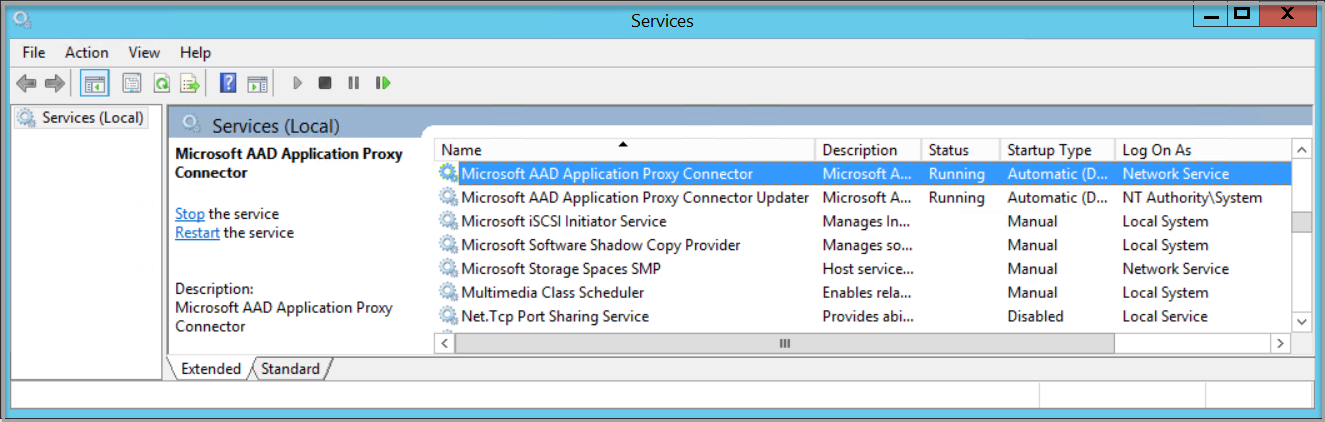 Services
File Action View Help
Services (Local)
Services (Local)
Microsoft AAD Application Proxy
Connector
Stop the service
Restart the service
Description:
Microsoft AAD Application Proxy
Connector
Name Description Status Startup Type Log On As
Microsoft AAD Application Proxy Connector Microsoft A... Running Automatic (D... Network Service
Microsoft AAD Application Proxy Connector Updater Microsoft A... Running Automatic (D... NT Authority\System
Microsoft iSCSI Initiator Service Manages In... Manual Local System
Microsoft Software Shadow Copy Provider Manages so... Manual Local System
Microsoft Storage Spaces SMP Host service... Manual Network Service
Multimedia Class Scheduler Enables rela... Manual Local System
Net.Tcp Port Sharing Service Provides abi... Disabled Local Service
Extended Standard